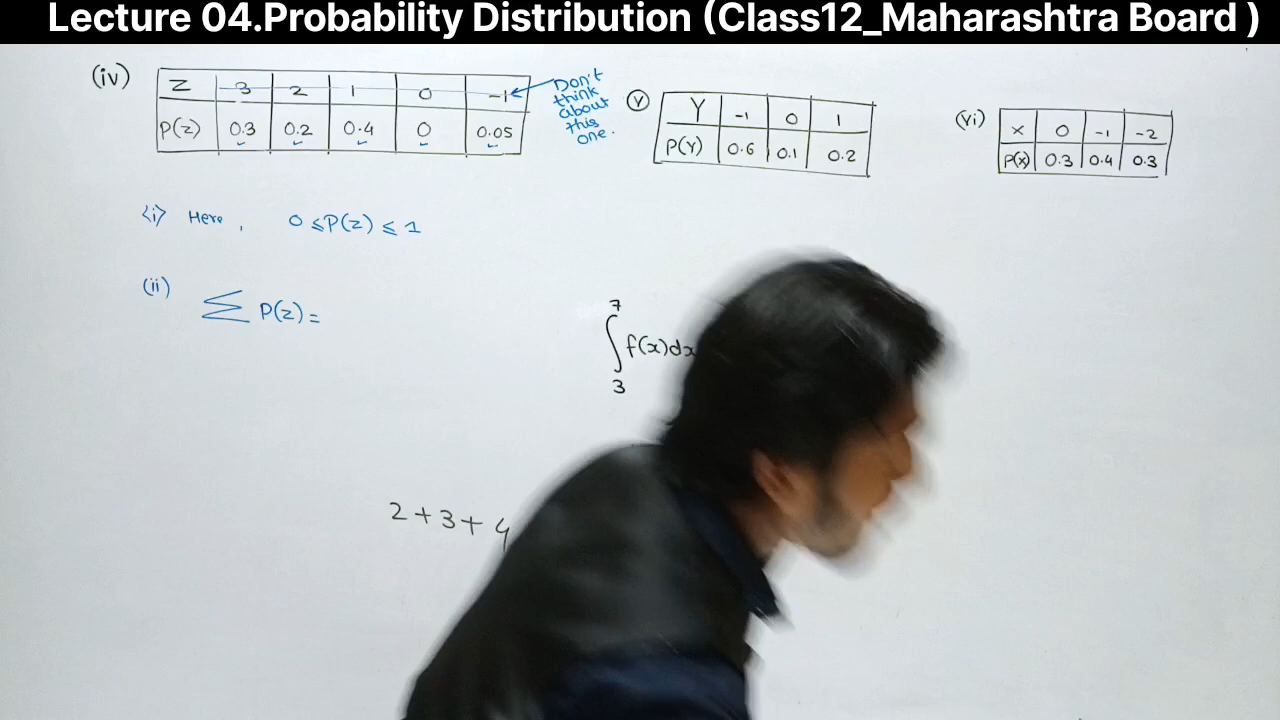 Lecture 04.Probability Distribution (Class12_Maharashtra Board )
(iv)
Z 3 2 1 0 -1
P(z) 0.3 0.2 0.4 0 0.05
Don't
think
about
this
one.
(v)
Y -1 0 1
P(Y) 0.6 0.1 0.2
(vi)
X 0 -1 -2
P(x) 0.3 0.4 0.3
<i> Here, 0 ≤ P(z) ≤ 1
(ii) Σ P(z) =
7
∫ f(x)dx
3
2 + 3 + 4